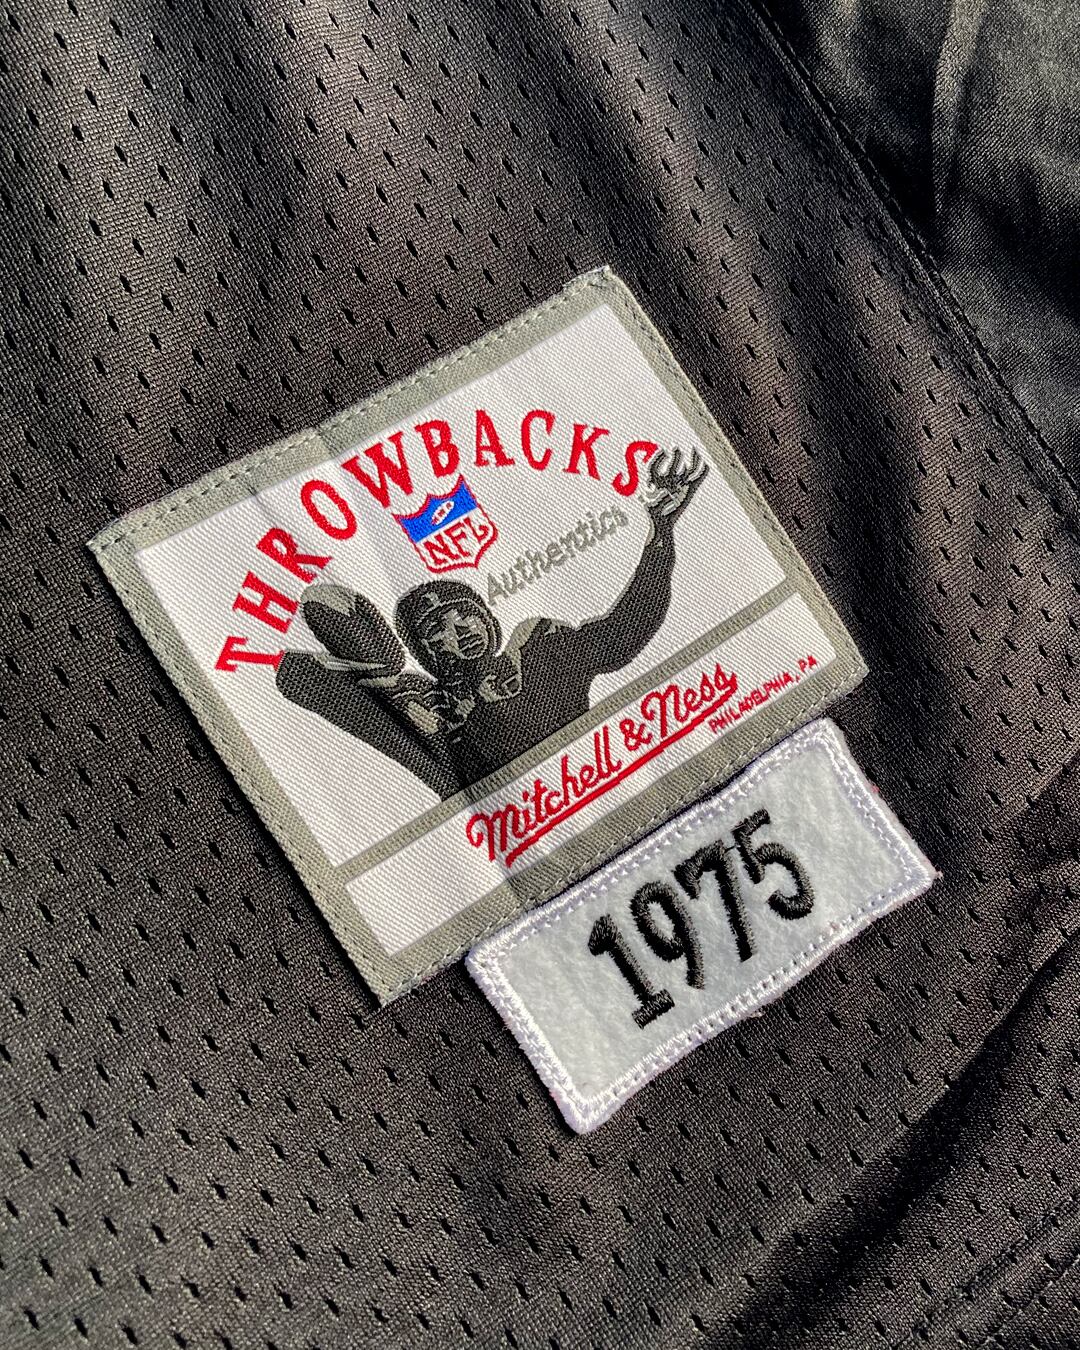 THROWBACKS
NFL
Authentics
Mitchell & Ness
PHILADELPHIA, PA
1975